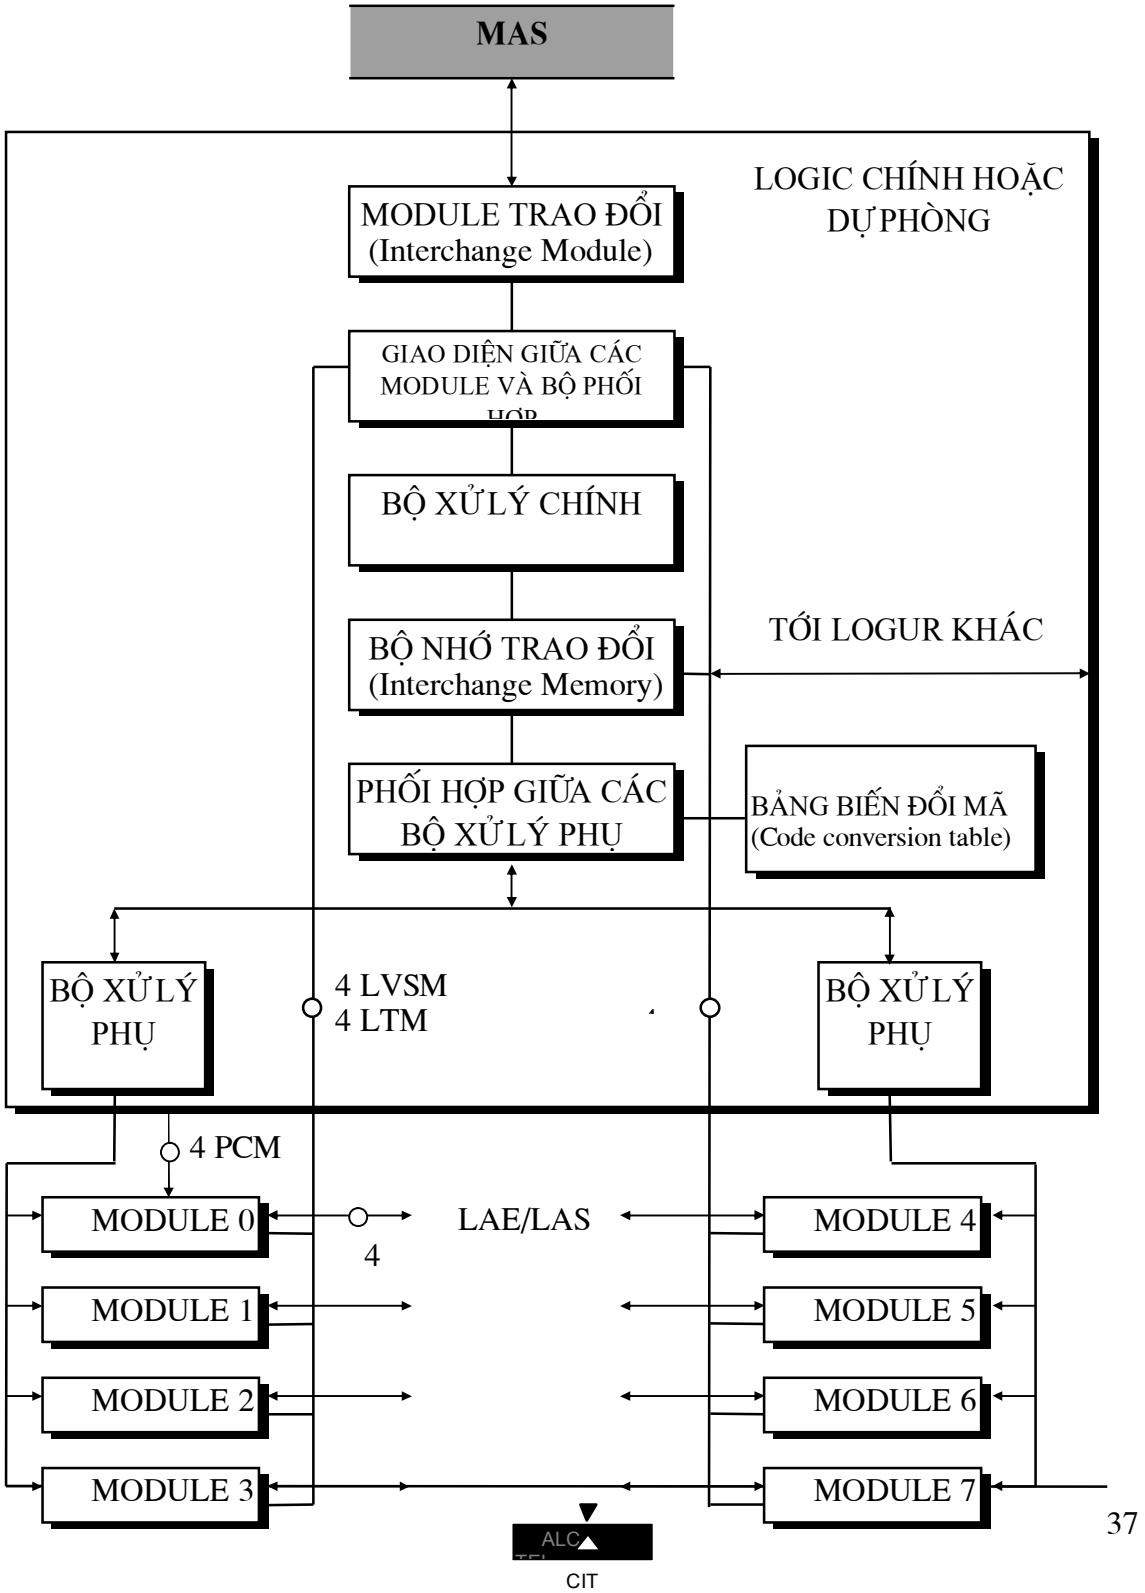 MAS
LOGIC CHÍNH HOẶC
DỰ PHÒNG
MODULE TRAO ĐỔI
(Interchange Module)
GIAO DIỆN GIỮA CÁC
MODULE VÀ BỘ PHỐI
HỢP
BỘ XỬ LÝ CHÍNH
BỘ NHỚ TRAO ĐỔI
(Interchange Memory)
TỚI LOGUR KHÁC
PHỐI HỢP GIỮA CÁC
BỘ XỬ LÝ PHỤ
BẢNG BIẾN ĐỔI MÃ
(Code conversion table)
BỘ XỬ LÝ
PHỤ
4 LVSM
4 LTM
BỘ XỬ LÝ
PHỤ
4 PCM
MODULE 0
LAE/LAS
MODULE 4
4
MODULE 1
MODULE 5
MODULE 2
MODULE 6
MODULE 3
MODULE 7
37
ALC
TEL
CIT